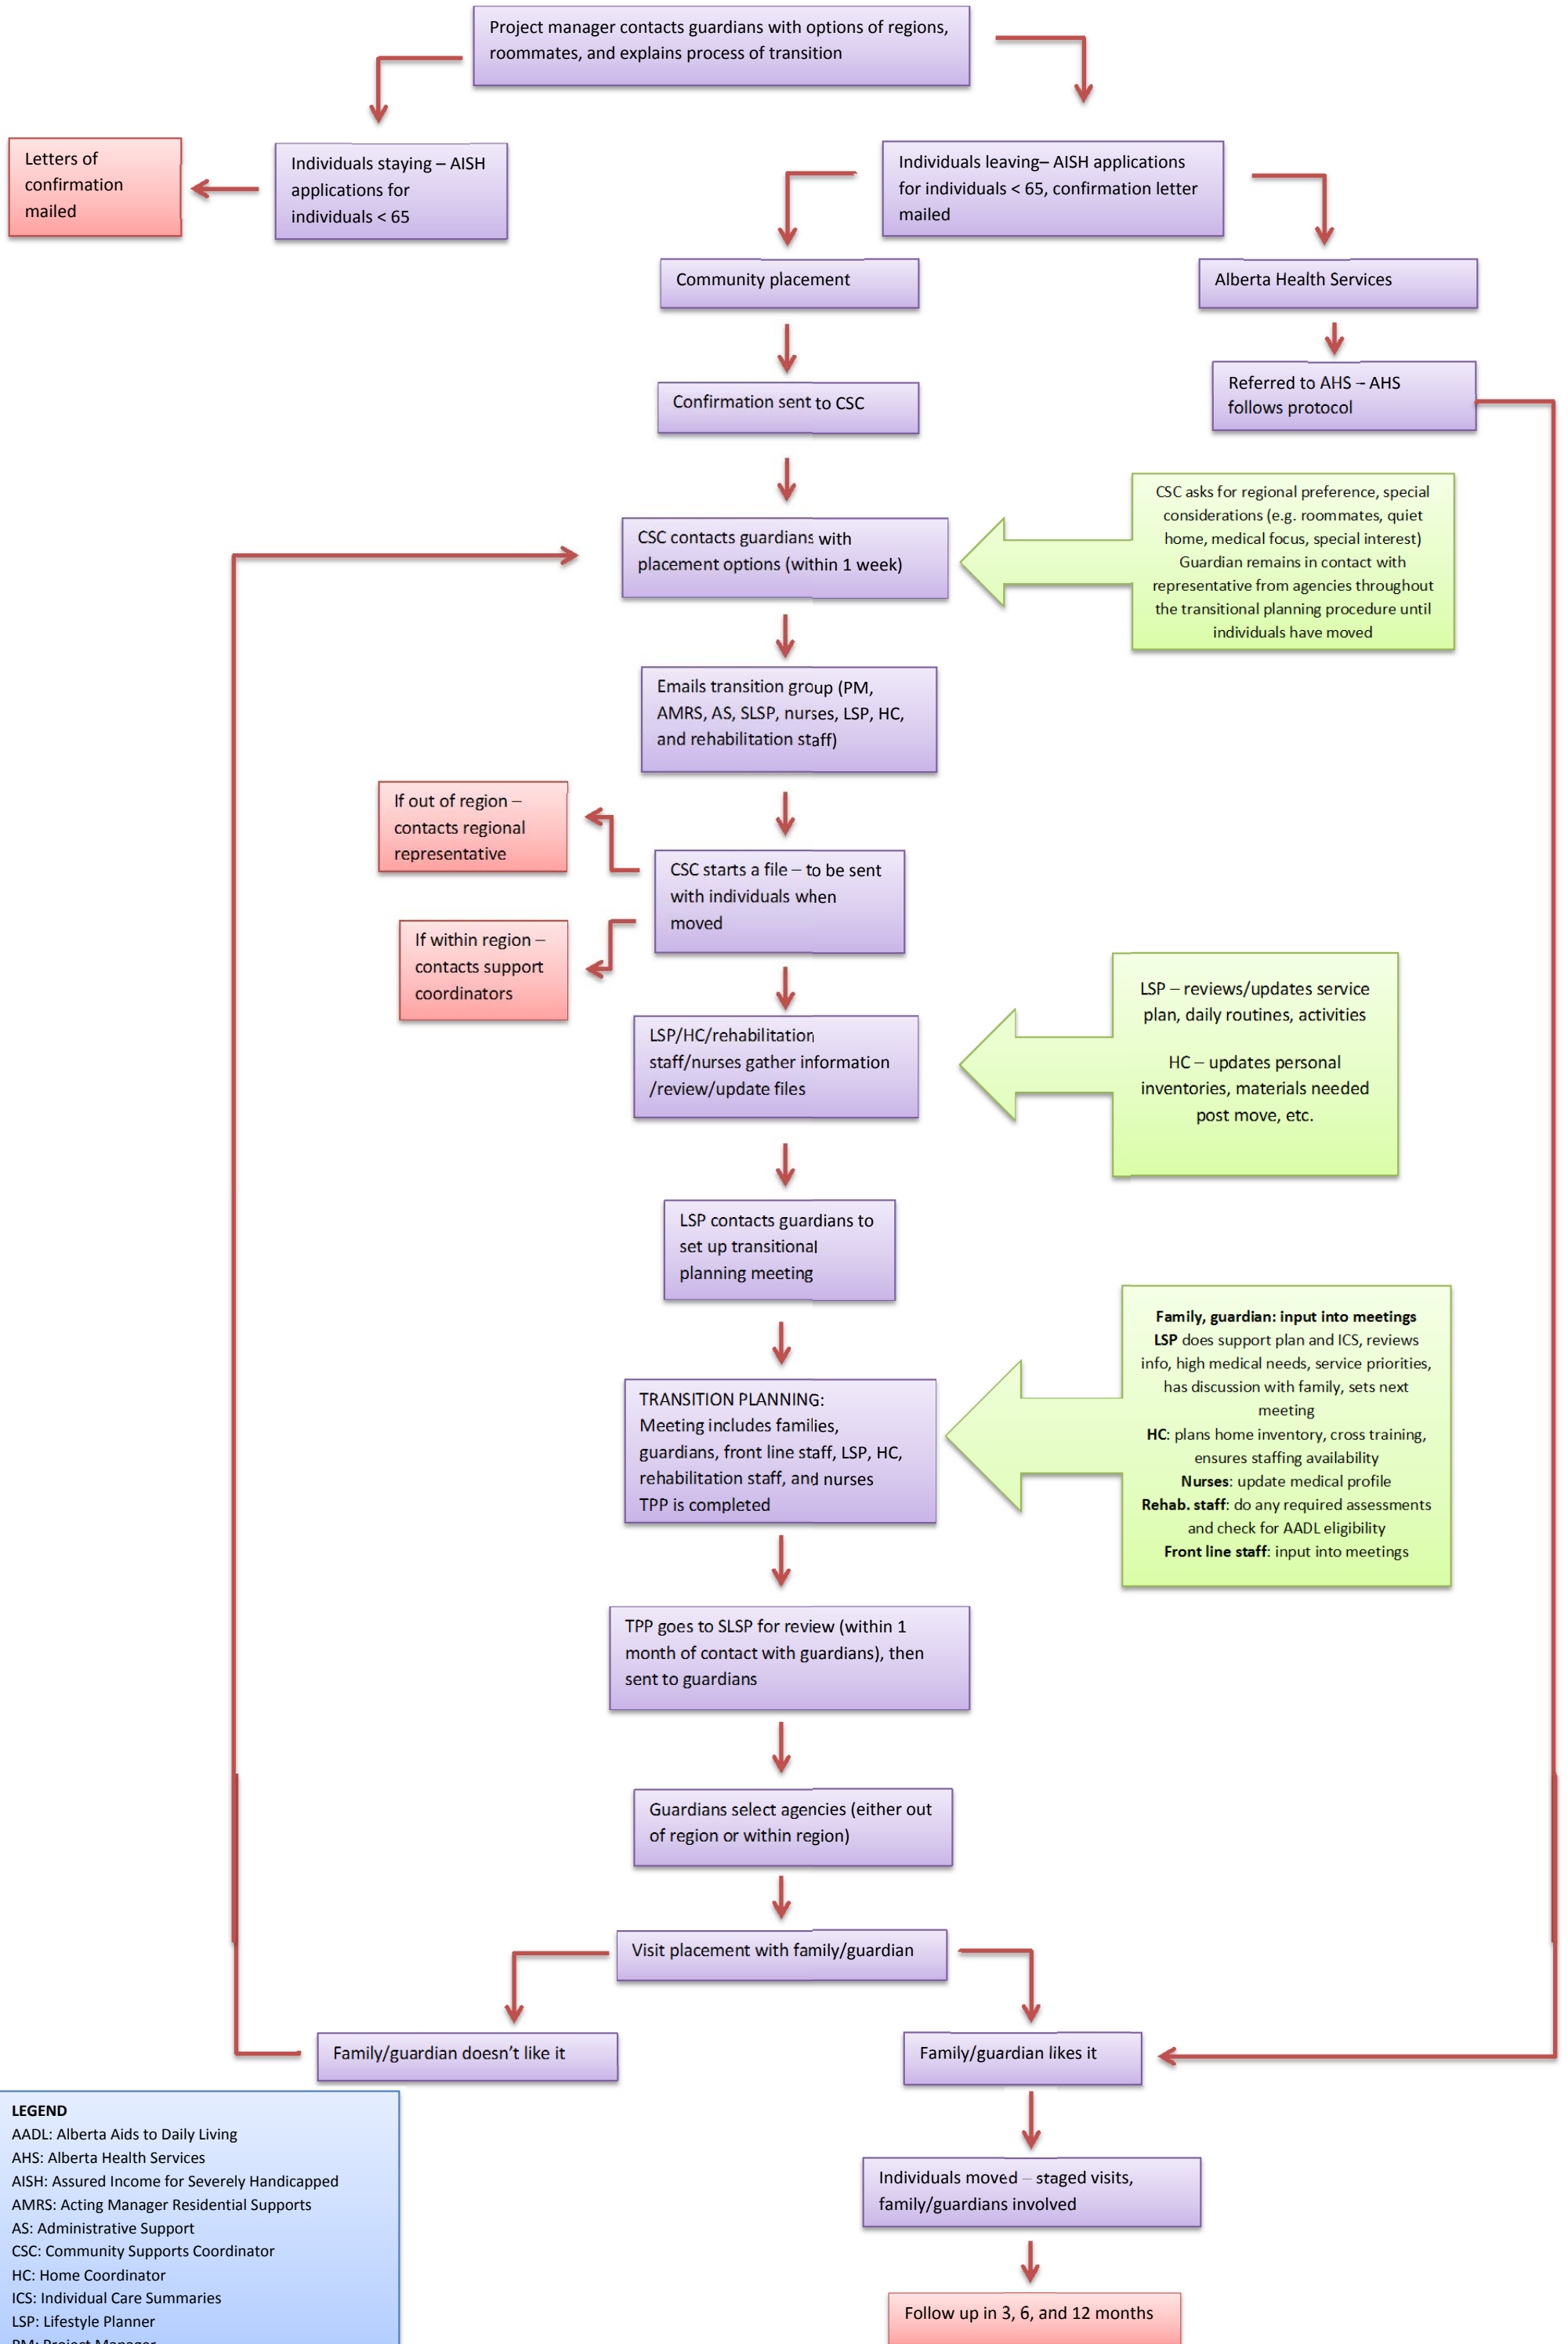 Project manager contacts guardians with options of regions,
roommates, and explains process of transition
Letters of
confirmation
mailed
Individuals staying – AISH
applications for
individuals < 65
Individuals leaving– AISH applications
for individuals < 65, confirmation letter
mailed
Community placement
Alberta Health Services
Confirmation sent to CSC
Referred to AHS – AHS
follows protocol
CSC contacts guardians with
placement options (within 1 week)
CSC asks for regional preference, special
considerations (e.g. roommates, quiet
home, medical focus, special interest)
Guardian remains in contact with
representative from agencies throughout
the transitional planning procedure until
individuals have moved
Emails transition group (PM,
AMRS, AS, SLSP, nurses, LSP, HC,
and rehabilitation staff)
If out of region –
contacts regional
representative
CSC starts a file – to be sent
with individuals when
moved
If within region –
contacts support
coordinators
LSP/HC/rehabilitation
staff/nurses gather information
/review/update files
LSP – reviews/updates service
plan, daily routines, activities
HC – updates personal
inventories, materials needed
post move, etc.
LSP contacts guardians to
set up transitional
planning meeting
TRANSITION PLANNING:
Meeting includes families,
guardians, front line staff, LSP, HC,
rehabilitation staff, and nurses
TPP is completed
Family, guardian: input into meetings
LSP does support plan and ICS, reviews
info, high medical needs, service priorities,
has discussion with family, sets next
meeting
HC: plans home inventory, cross training,
ensures staffing availability
Nurses: update medical profile
Rehab. staff: do any required assessments
and check for AADL eligibility
Front line staff: input into meetings
TPP goes to SLSP for review (within 1
month of contact with guardians), then
sent to guardians
Guardians select agencies (either out
of region or within region)
Visit placement with family/guardian
Family/guardian doesn't like it
Family/guardian likes it
Individuals moved – staged visits,
family/guardians involved
Follow up in 3, 6, and 12 months
LEGEND
AADL: Alberta Aids to Daily Living
AHS: Alberta Health Services
AISH: Assured Income for Severely Handicapped
AMRS: Acting Manager Residential Supports
AS: Administrative Support
CSC: Community Supports Coordinator
HC: Home Coordinator
ICS: Individual Care Summaries
LSP: Lifestyle Planner
PM: Project Manager